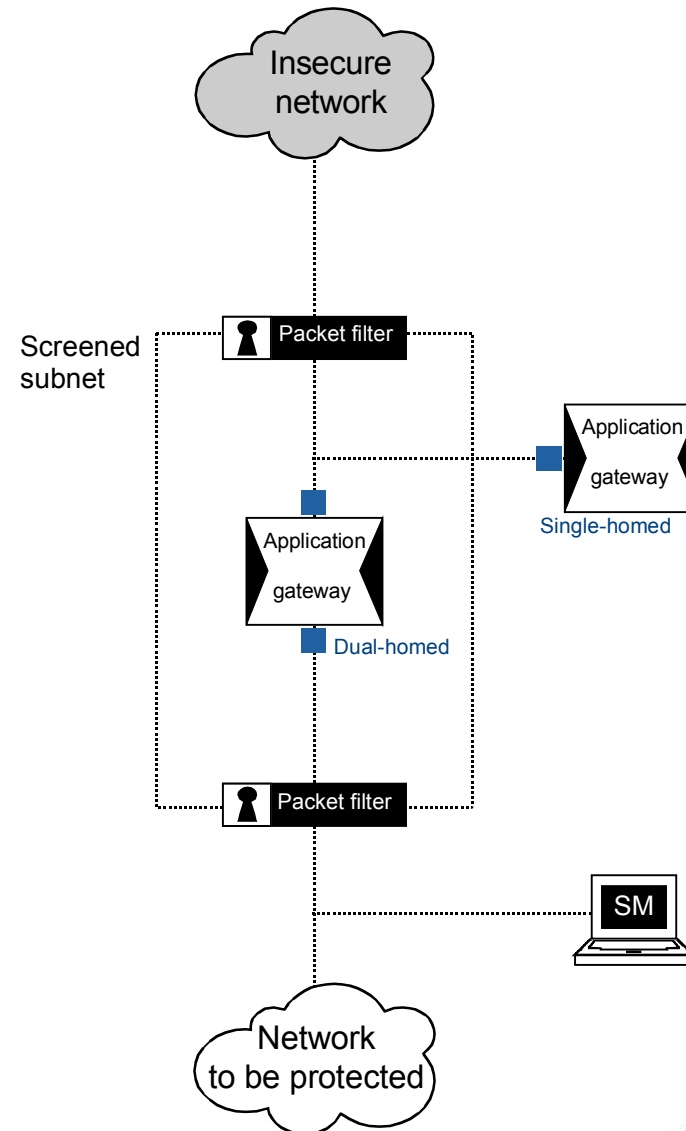 Insecure
network
Packet filter
Screened
subnet
Application
gateway
Single-homed
Application
gateway
Dual-homed
Packet filter
SM
Network
to be protected